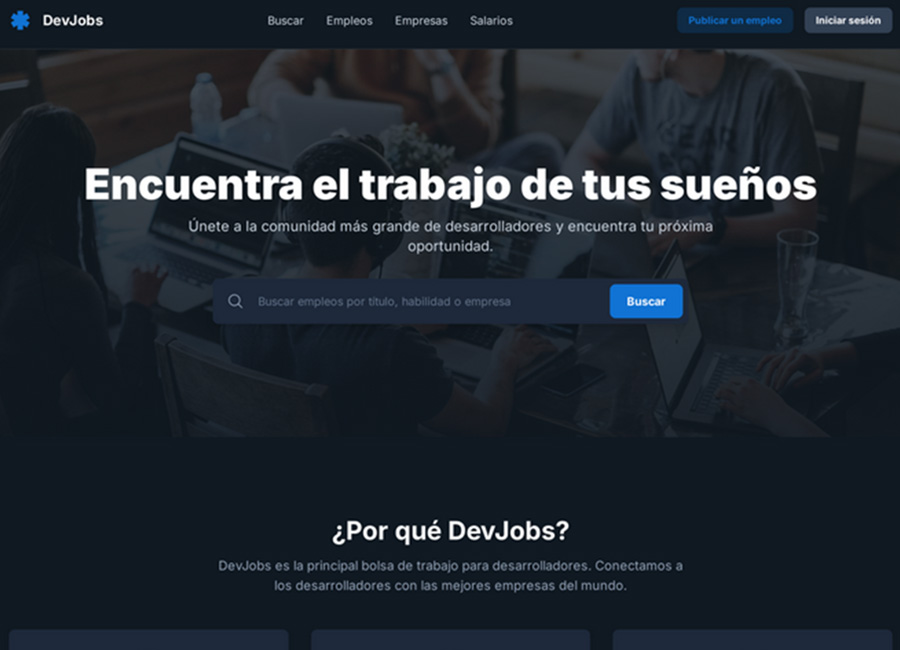 DevJobs
Buscar
Empleos
Empresas
Salarios
Publicar un empleo
Iniciar sesión
Encuentra el trabajo de tus sueños
Únete a la comunidad más grande de desarrolladores y encuentra tu próxima
oportunidad.
Buscar empleos por título, habilidad o empresa
Buscar
¿Por qué DevJobs?
DevJobs es la principal bolsa de trabajo para desarrolladores. Conectamos a
los desarrolladores con las mejores empresas del mundo.